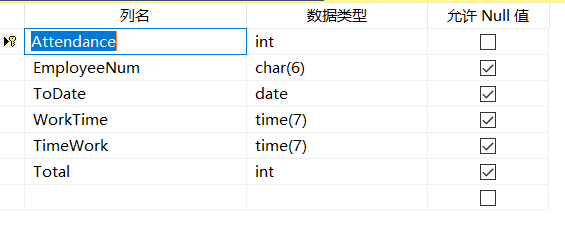 列名 数据类型 允许 Null 值
Attendance int
EmployeeNum char(6)
ToDate date
WorkTime time(7)
TimeWork time(7)
Total int